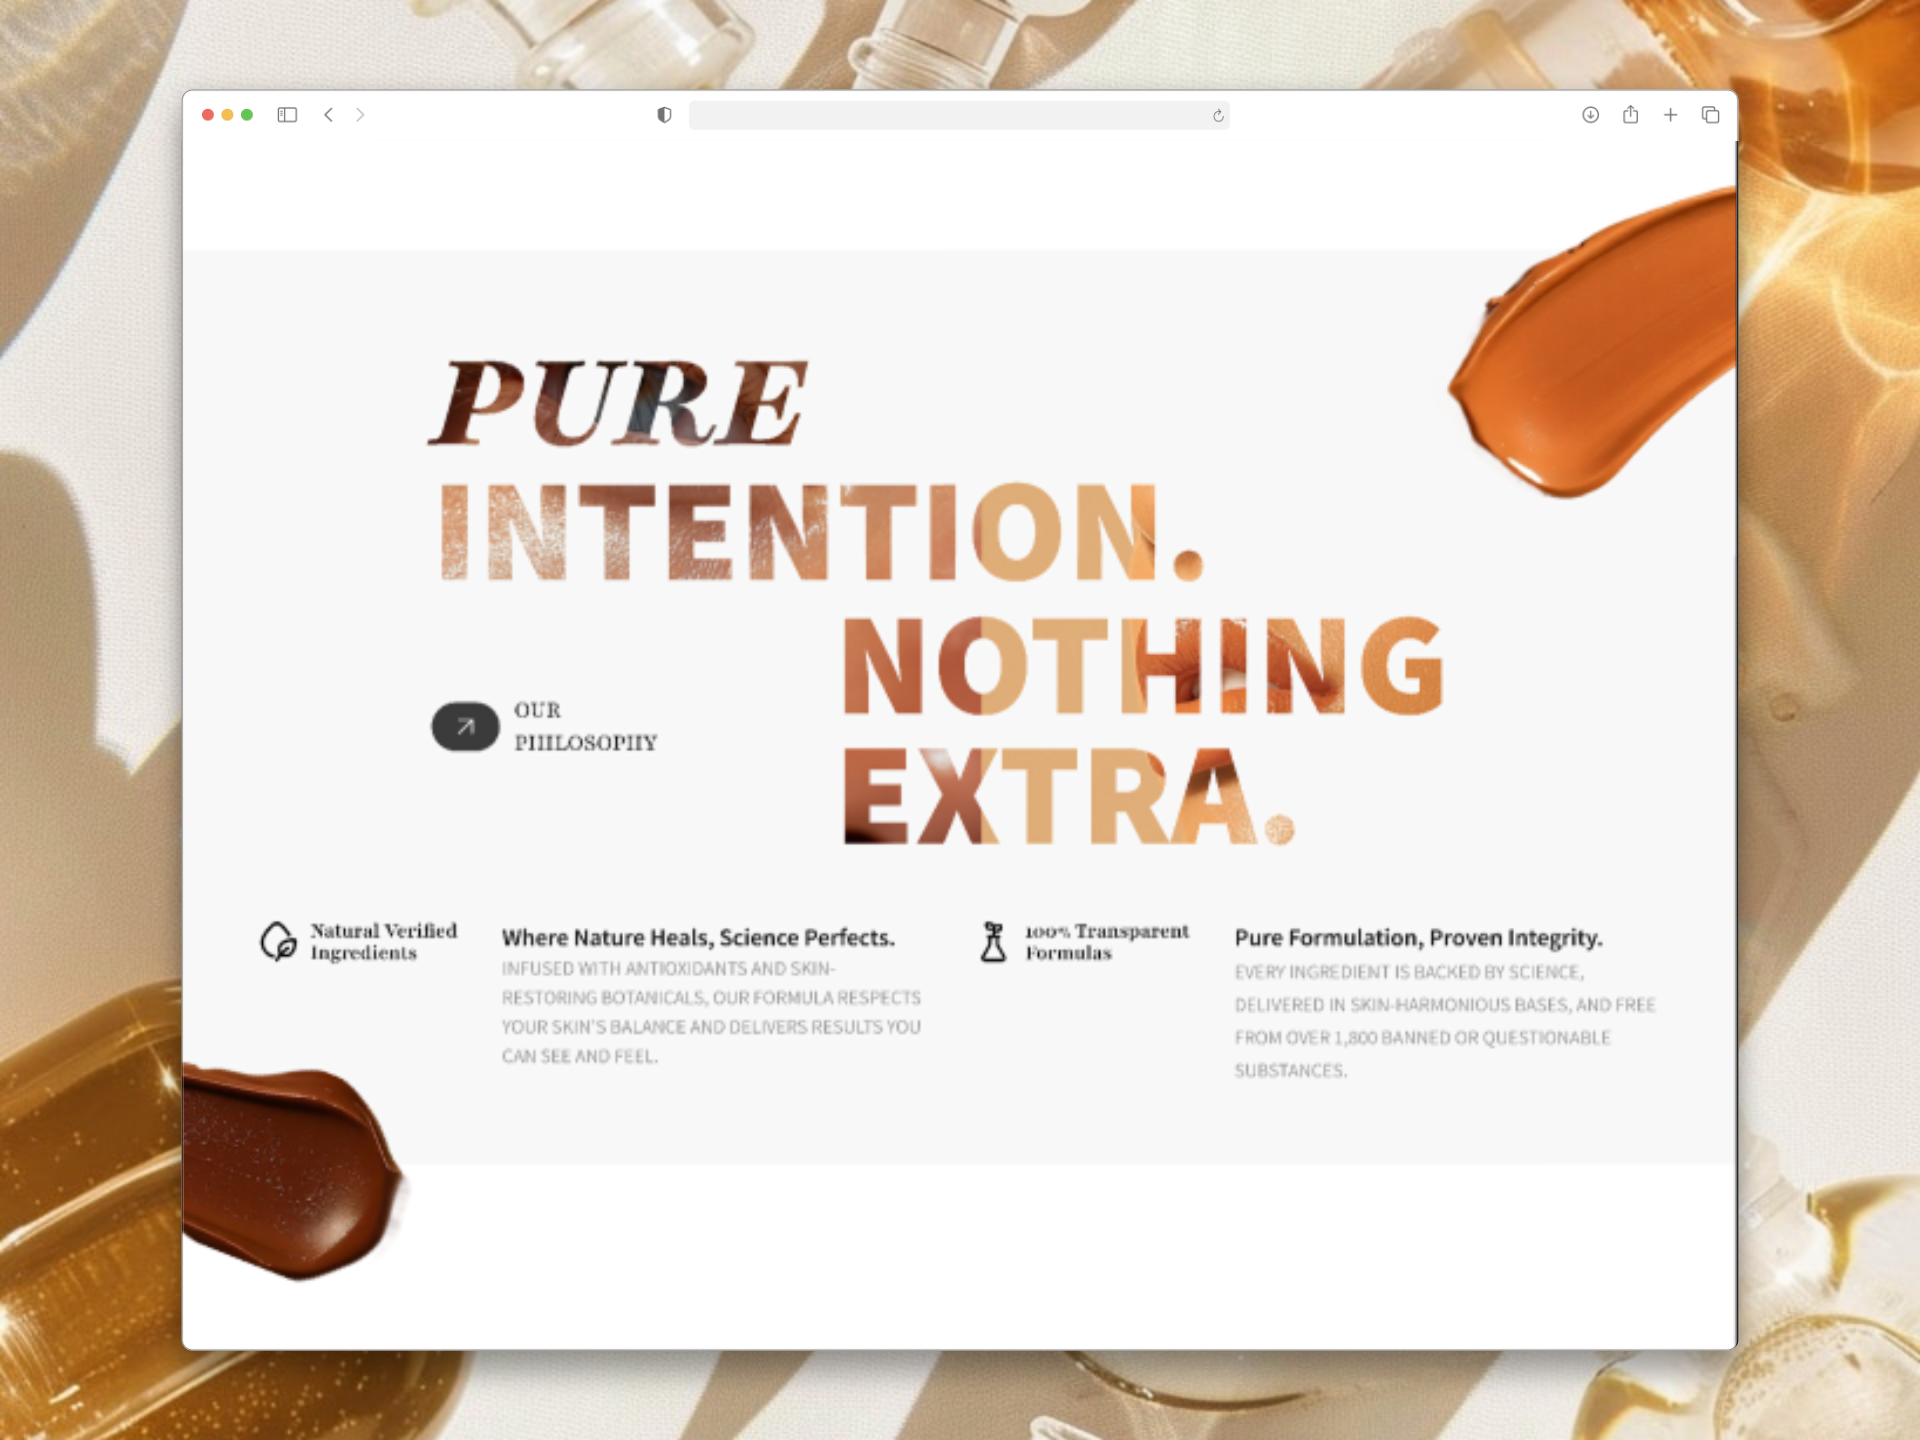 PURE
INTENTION.
NOTHING
EXTRA.
OUR
PHILOSOPHY
Natural Verified
Ingredients
Where Nature Heals, Science Perfects.
INFUSED WITH ANTIOXIDANTS AND SKIN-
RESTORING BOTANICALS, OUR FORMULA RESPECTS
YOUR SKIN'S BALANCE AND DELIVERS RESULTS YOU
CAN SEE AND FEEL.
100% Transparent
Formulas
Pure Formulation, Proven Integrity.
EVERY INGREDIENT IS BACKED BY SCIENCE,
DELIVERED IN SKIN-HARMONIOUS BASES, AND FREE
FROM OVER 1,800 BANNED OR QUESTIONABLE
SUBSTANCES.